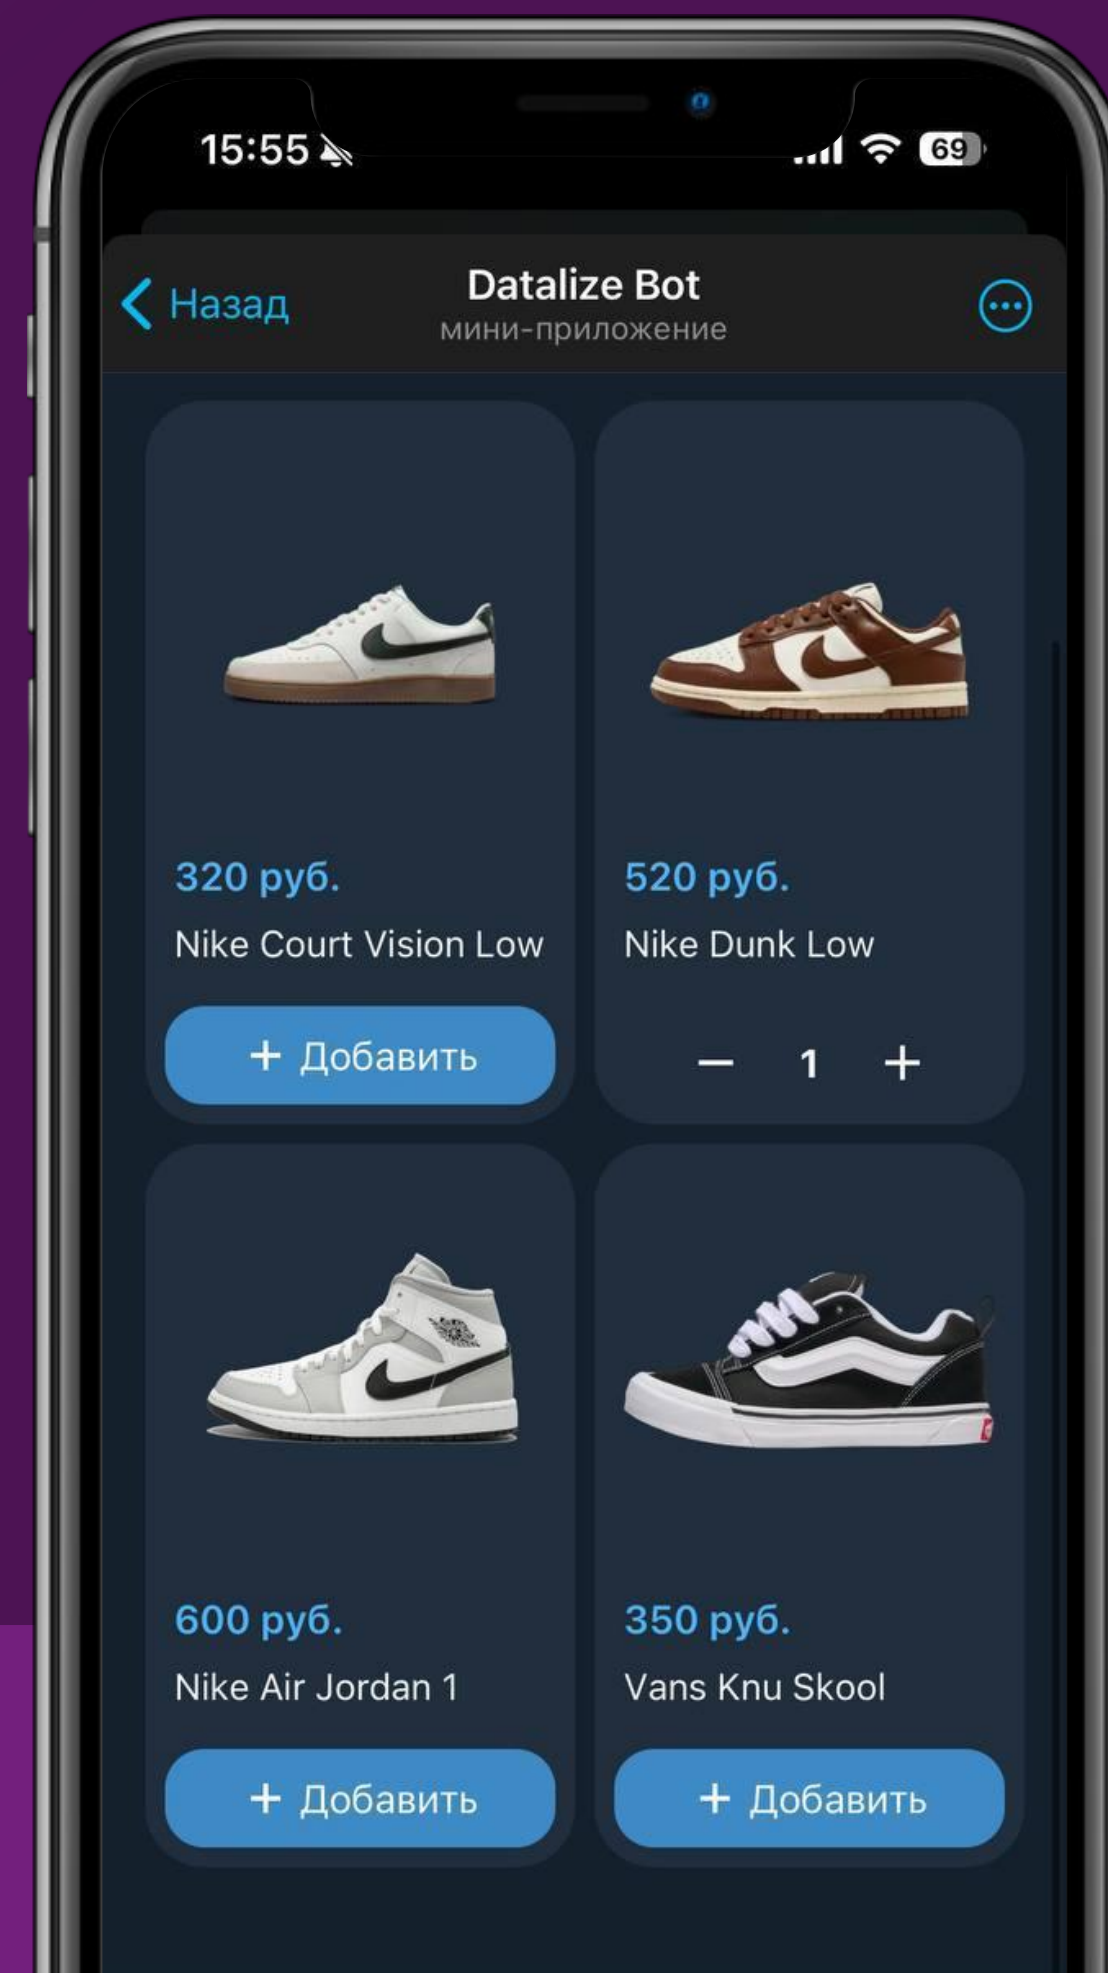 15:55
69
Назад
Datalize Bot
мини-приложение
320 руб.
Nike Court Vision Low
+ Добавить
520 руб.
Nike Dunk Low
− 1 +
600 руб.
Nike Air Jordan 1
+ Добавить
350 руб.
Vans Knu Skool
+ Добавить